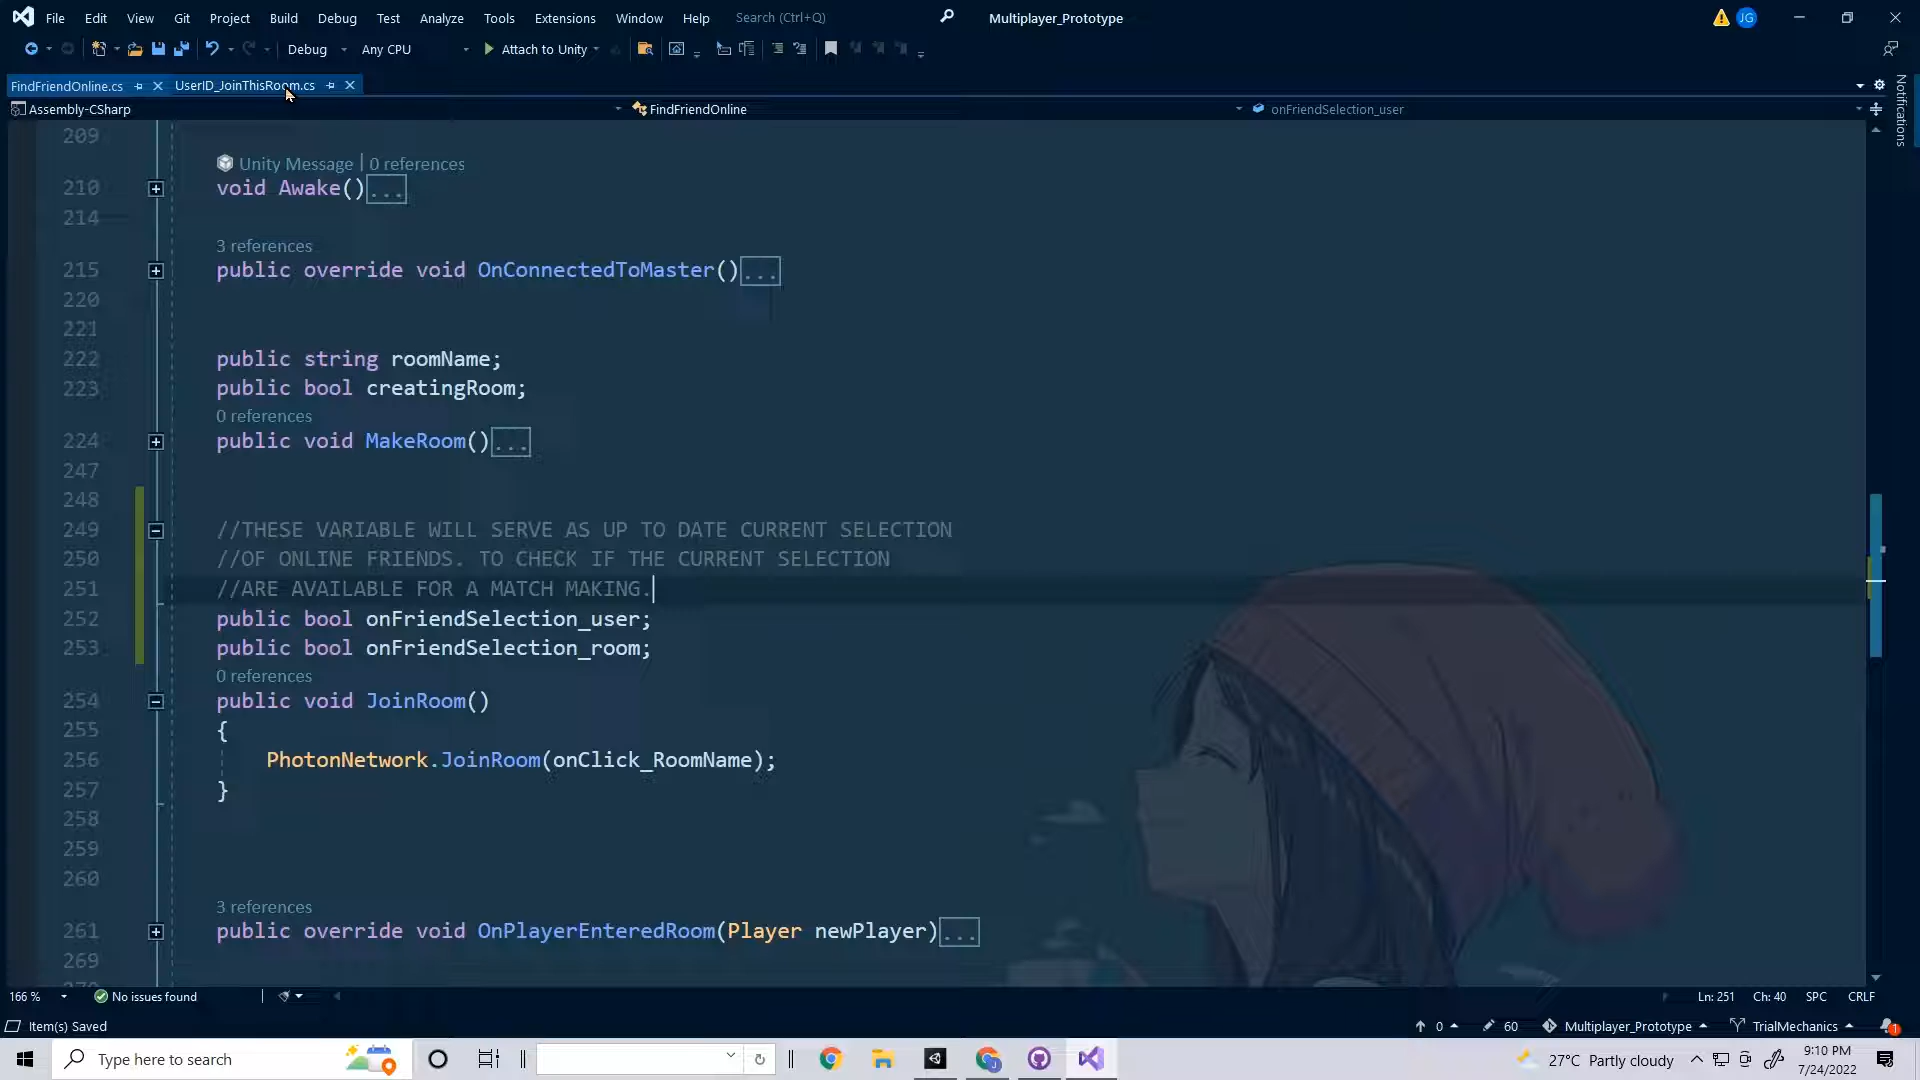 File Edit View Git Project Build Debug Test Analyze Tools Extensions Window Help Search (Ctrl+Q) Multiplayer_Prototype JG
Debug Any CPU Attach to Unity
FindFriendOnline.cs UserID_JoinThisRoom.cs
Assembly-CSharp FindFriendOnline onFriendSelection_user
Notifications
209
Unity Message | 0 references
210 void Awake()...
214
3 references
215 public override void OnConnectedToMaster()...
220
221
222 public string roomName;
223 public bool creatingRoom;
0 references
224 public void MakeRoom()...
247
248
249 //THESE VARIABLE WILL SERVE AS UP TO DATE CURRENT SELECTION
250 //OF ONLINE FRIENDS. TO CHECK IF THE CURRENT SELECTION
251 //ARE AVAILABLE FOR A MATCH MAKING.
252 public bool onFriendSelection_user;
253 public bool onFriendSelection_room;
0 references
254 public void JoinRoom()
255 {
256 PhotonNetwork.JoinRoom(onClick_RoomName);
257 }
258
259
260
3 references
261 public override void OnPlayerEnteredRoom(Player newPlayer)...
269
166 % No issues found Ln: 251 Ch: 40 SPC CRLF
Item(s) Saved 0 60 Multiplayer_Prototype TrialMechanics 1
Type here to search 27°C Partly cloudy 9:10 PM
7/24/2022